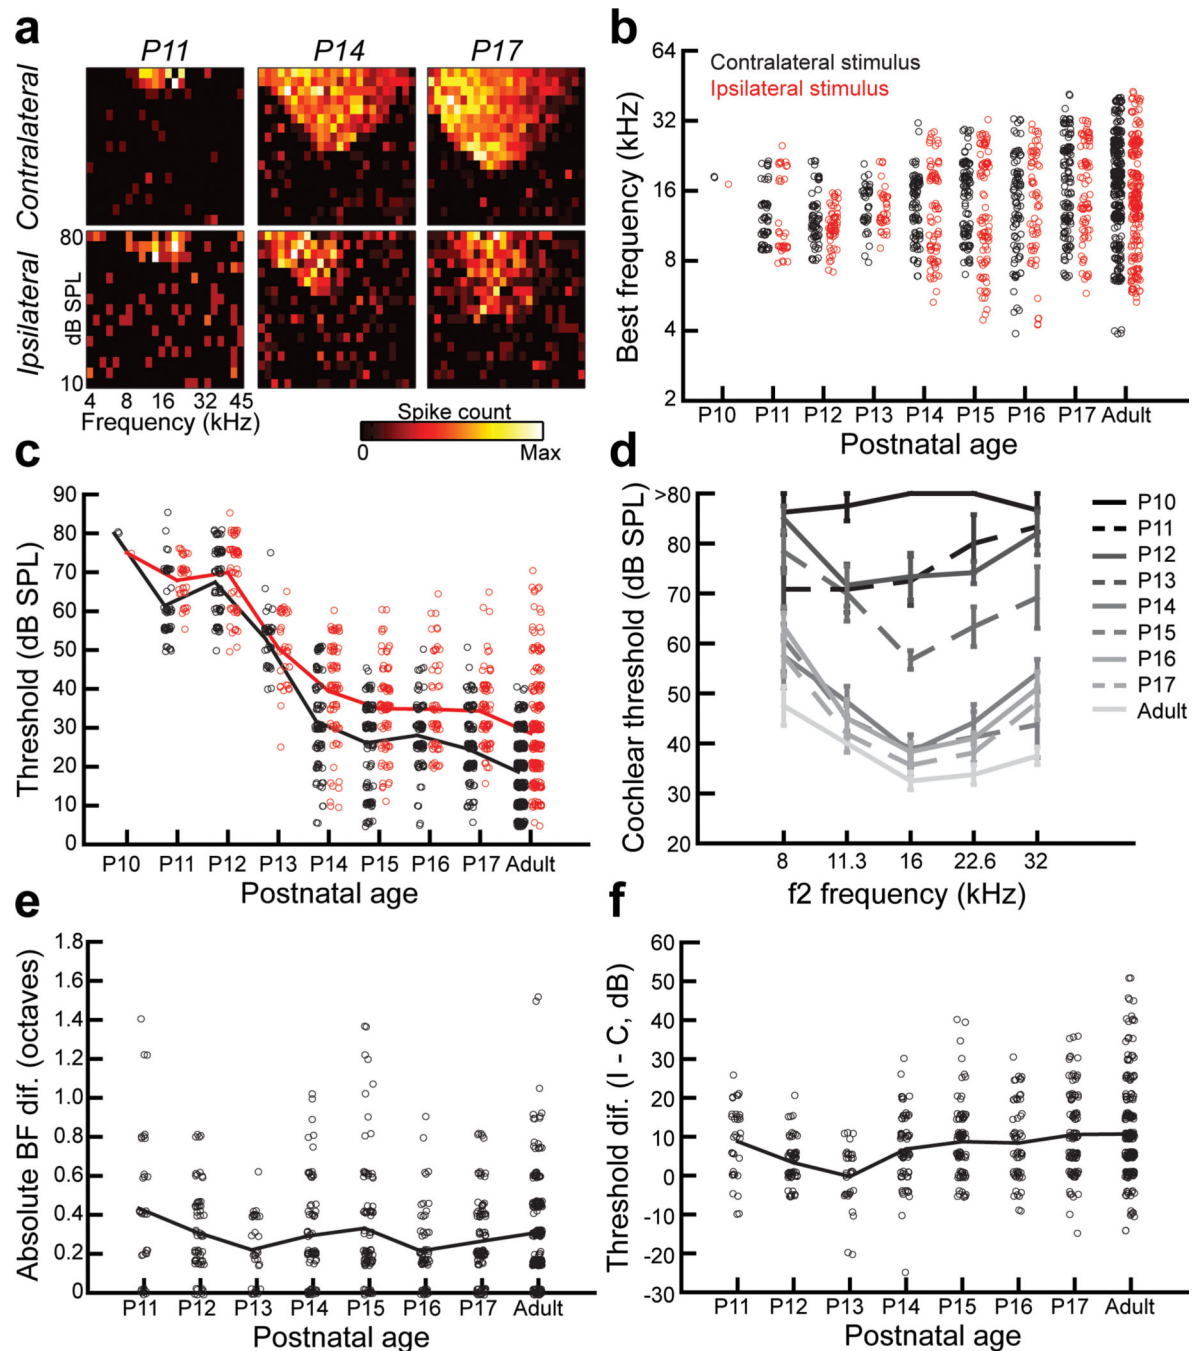 a
P11 P14 P17
Contralateral
Ipsilateral
80
dB SPL
10
4 8 16 32 45
Frequency (kHz)
Spike count
0 Max
b
Contralateral stimulus
Ipsilateral stimulus
Best frequency (kHz)
64
32
16
8
4
2
P10 P11 P12 P13 P14 P15 P16 P17 Adult
Postnatal age
c
Threshold (dB SPL)
90
80
70
60
50
40
30
20
10
0
P10 P11 P12 P13 P14 P15 P16 P17 Adult
Postnatal age
d
Cochlear threshold (dB SPL)
>80
80
70
60
50
40
30
20
8 11.3 16 22.6 32
f2 frequency (kHz)
P10
P11
P12
P13
P14
P15
P16
P17
Adult
e
Absolute BF dif. (octaves)
1.8
1.6
1.4
1.2
1.0
0.8
0.6
0.4
0.2
0
P11 P12 P13 P14 P15 P16 P17 Adult
Postnatal age
f
Threshold dif. (I - C, dB)
60
50
40
30
20
10
0
-10
-20
-30
P11 P12 P13 P14 P15 P16 P17 Adult
Postnatal age